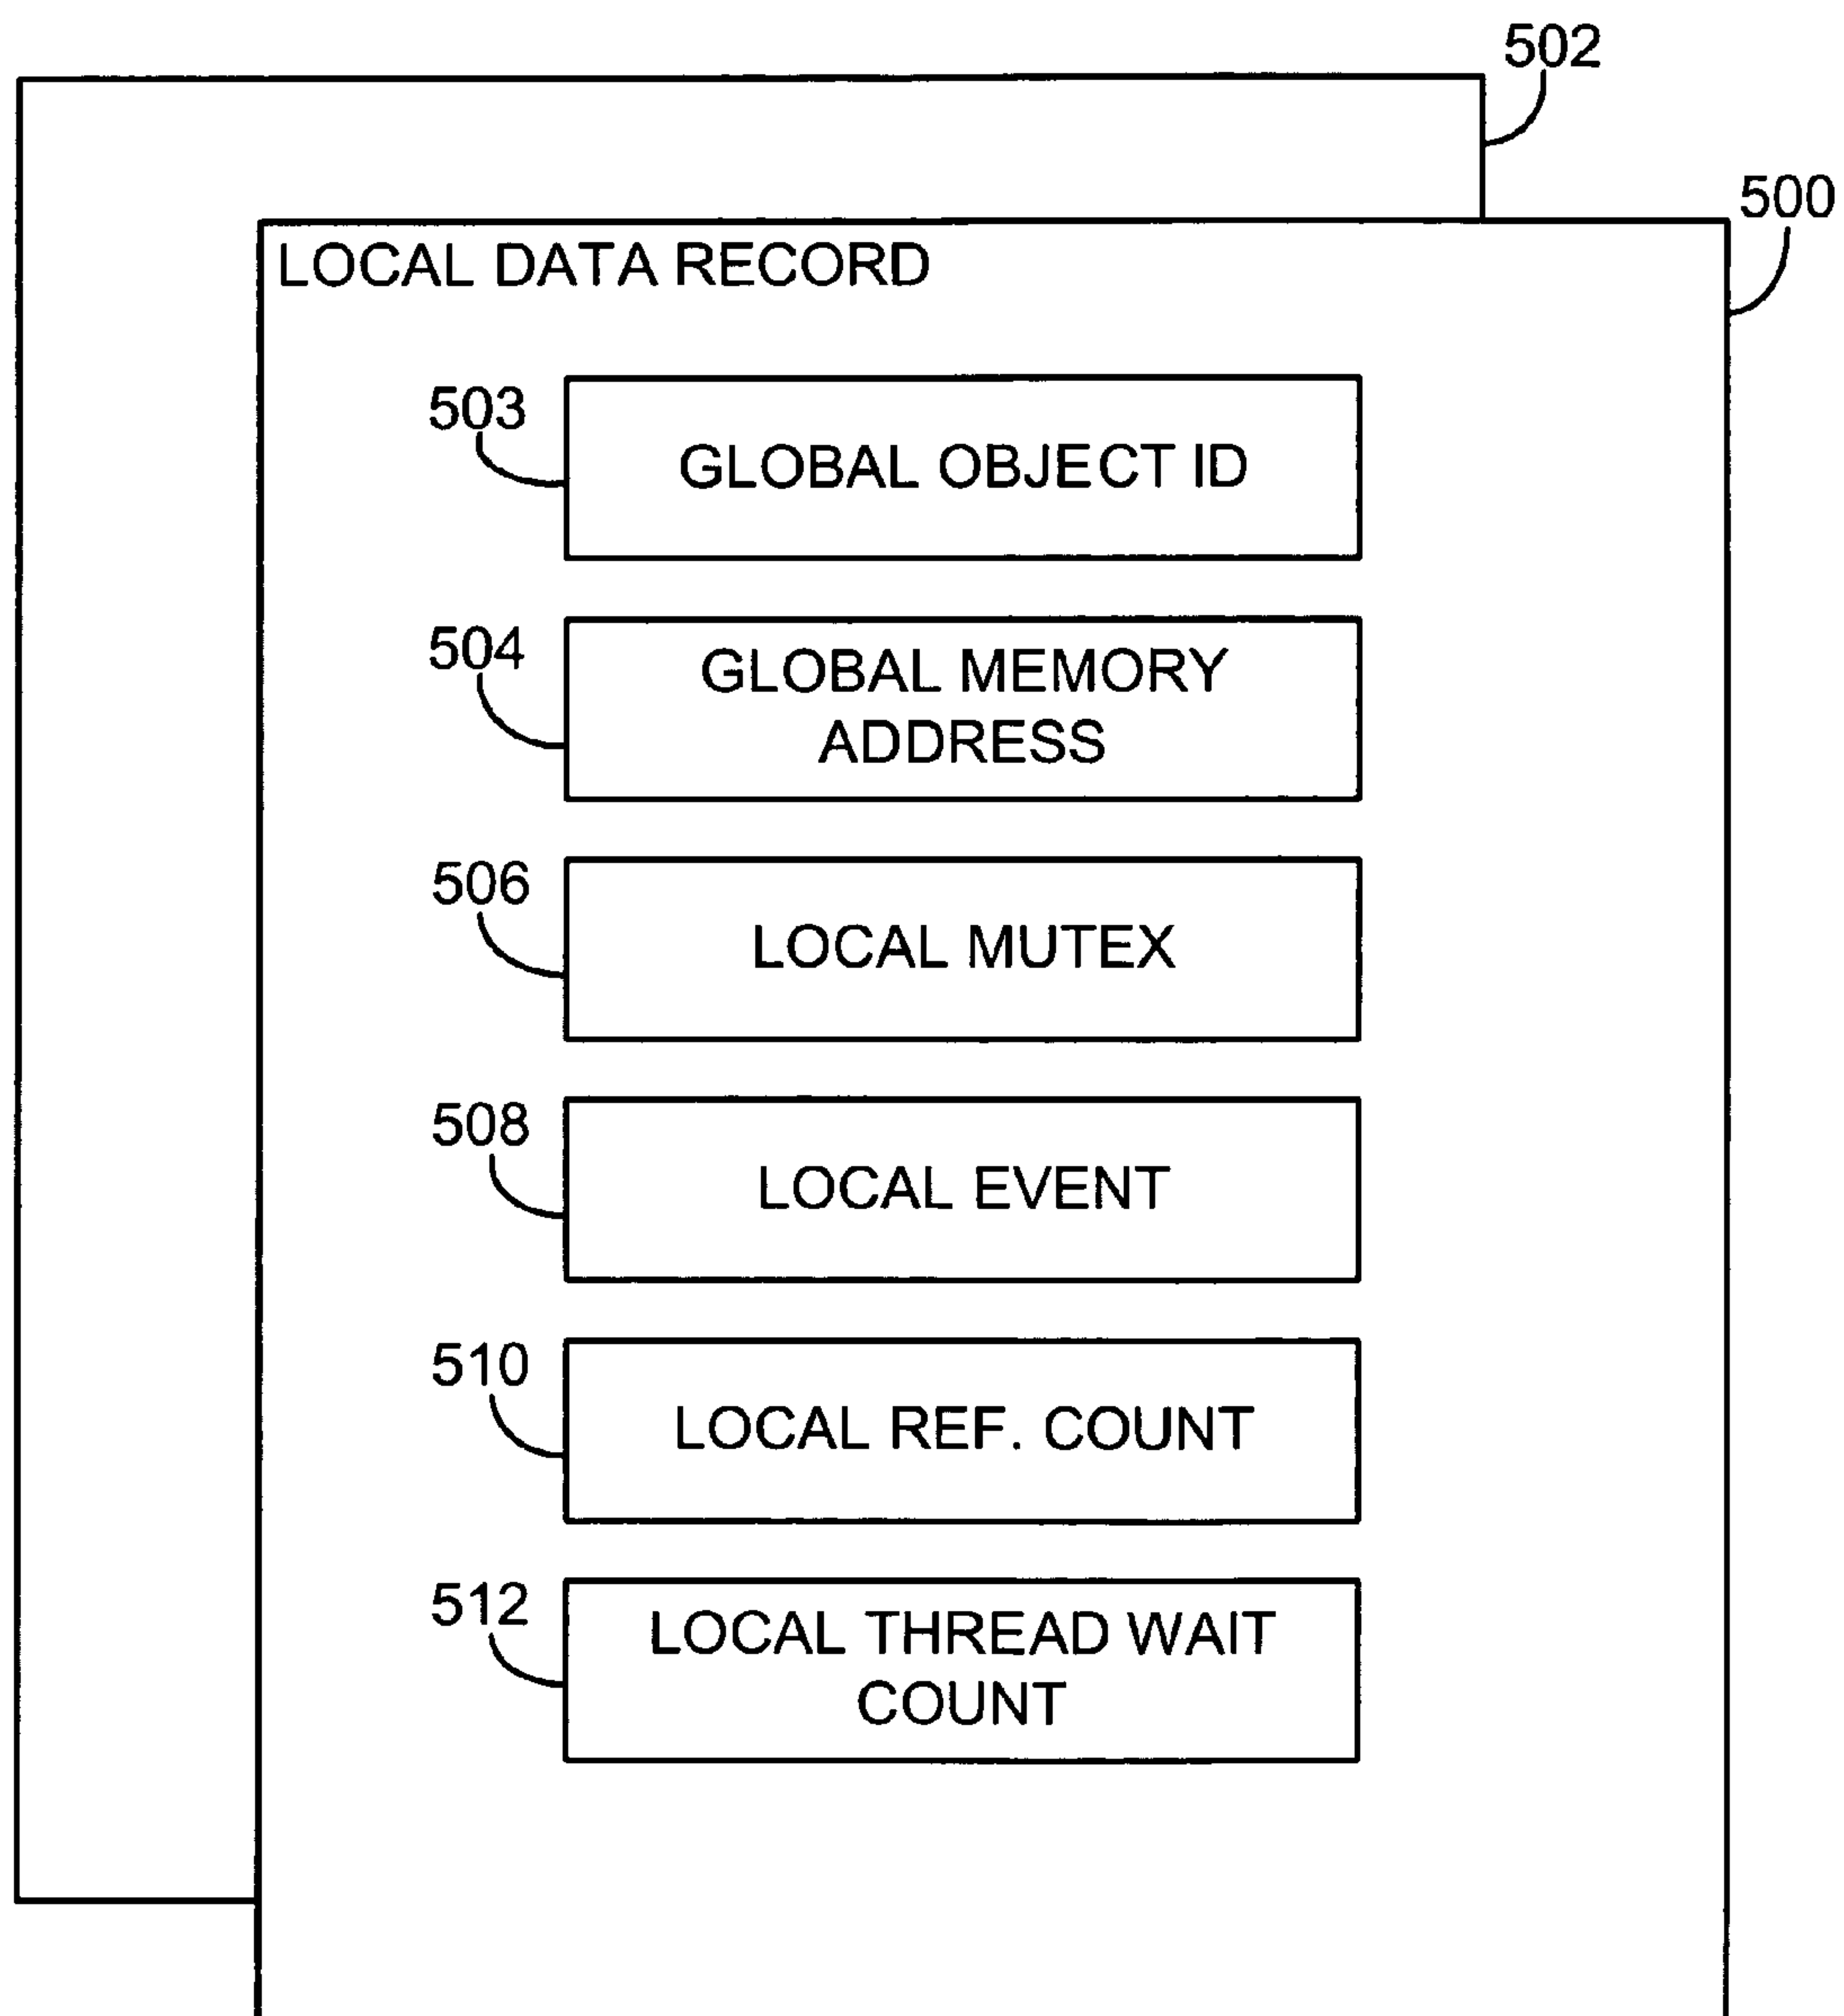 502
500
LOCAL DATA RECORD
503
GLOBAL OBJECT ID
504
GLOBAL MEMORY
ADDRESS
506
LOCAL MUTEX
508
LOCAL EVENT
510
LOCAL REF. COUNT
512
LOCAL THREAD WAIT
COUNT